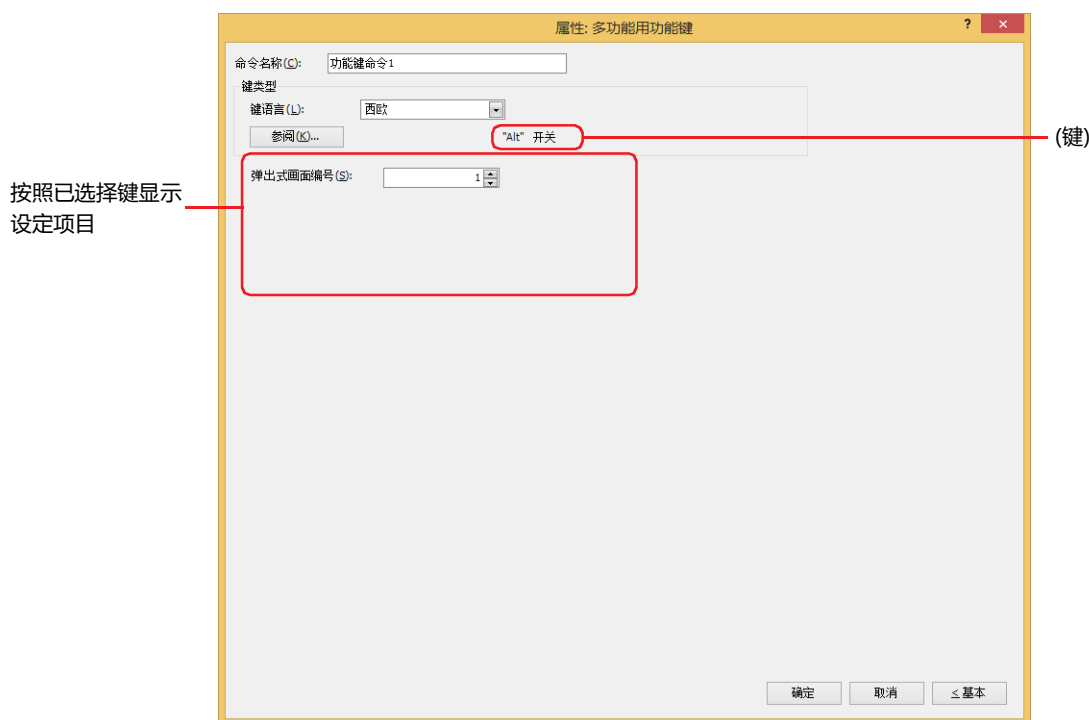 属性: 多功能用功能键
?
×
命令名称(C): 功能鍵命令1
键类型
键语言(L): 西欧
参阅(K)... "Alt" 开关
(键)
弹出式画面编号(S): 1
按照已选择键显示
设定项目
确定 取消 ≤ 基本